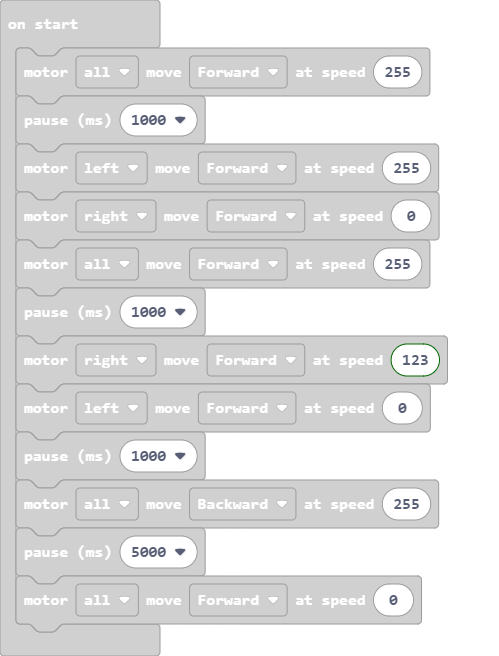 on start
motor all move Forward at speed 255
pause (ms) 1000
motor left move Forward at speed 255
motor right move Forward at speed 0
motor all move Forward at speed 255
pause (ms) 1000
motor right move Forward at speed 123
motor left move Forward at speed 0
pause (ms) 1000
motor all move Backward at speed 255
pause (ms) 5000
motor all move Forward at speed 0